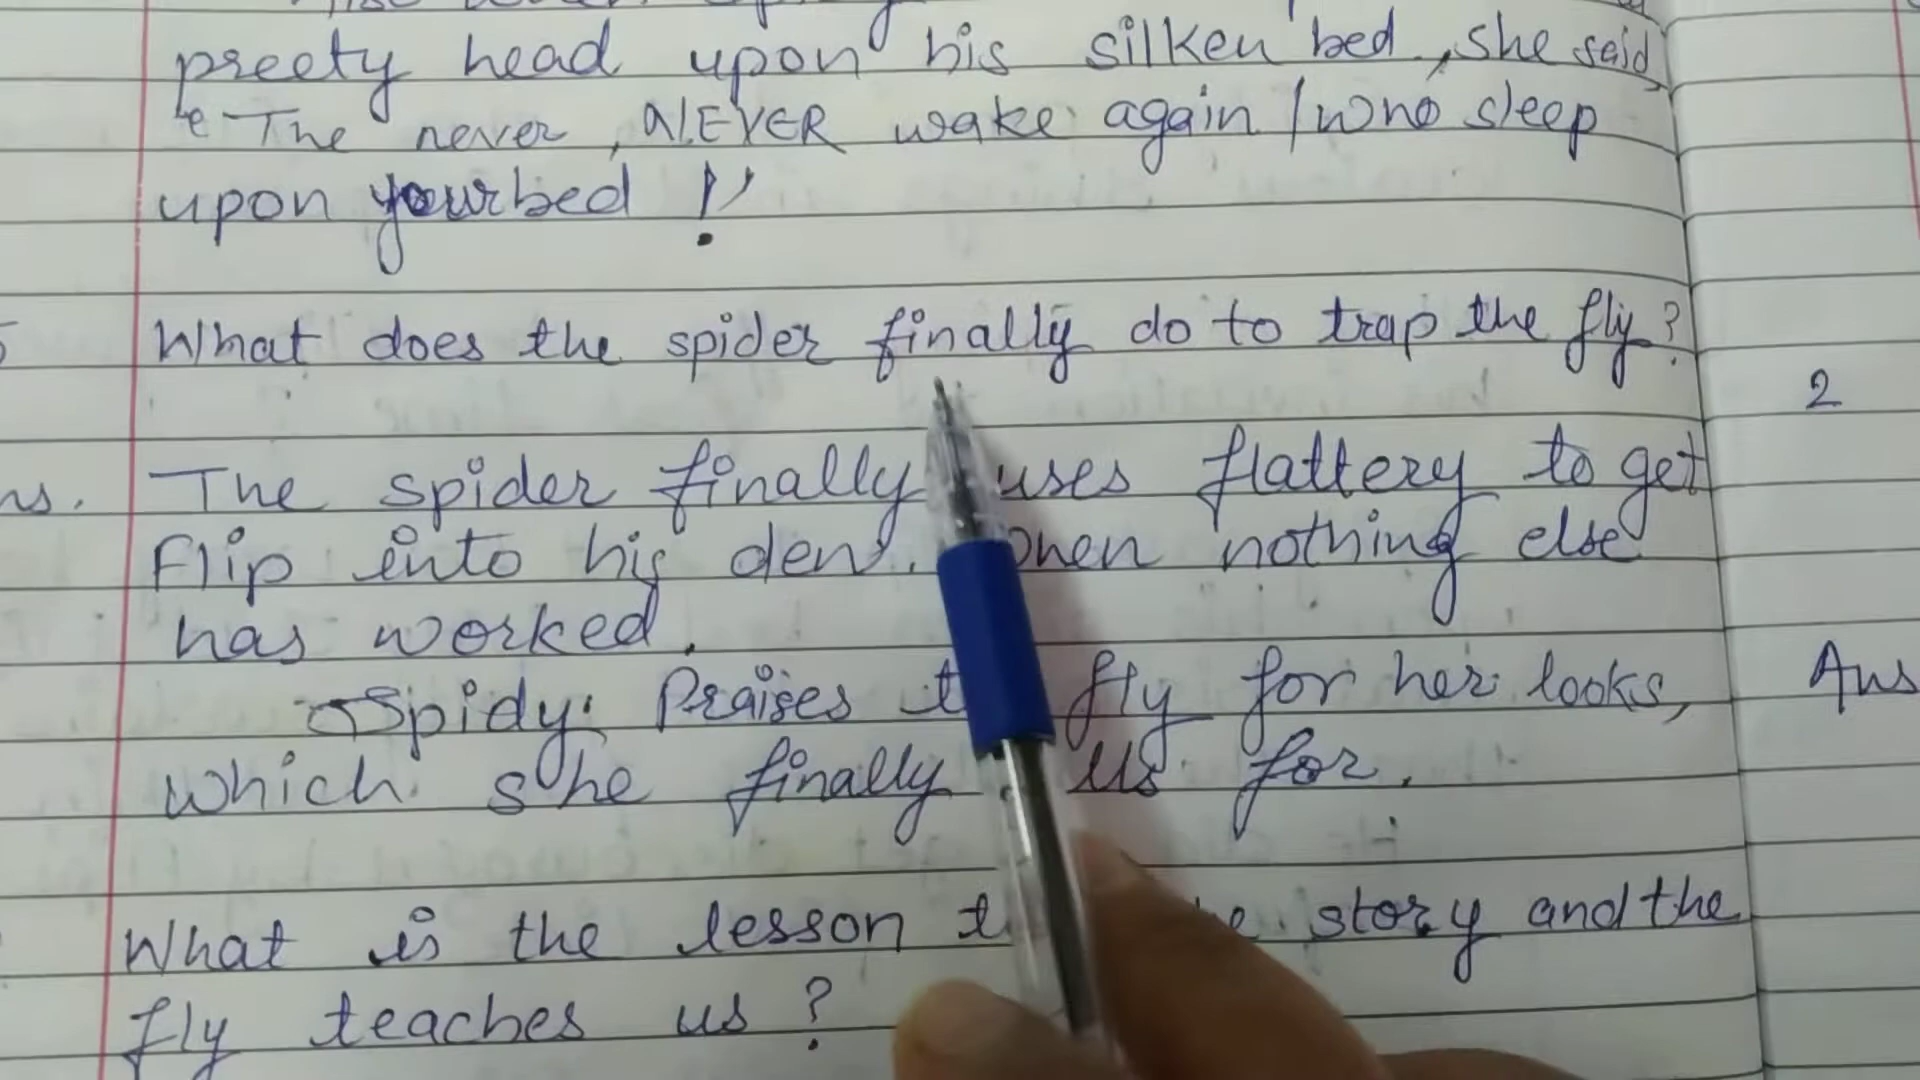 preety head upon his silken bed, she said
"The never, NEVER wake again / who sleep
upon your bed !"
What does the spider finally do to trap the fly?
2
ns. The spider finally uses flattery to get
Flip into his den. when nothing else
has worked.
Spidy Praises fly for her looks,
Ans
which she finally for.
What is the lesson story and the
fly teaches us ?